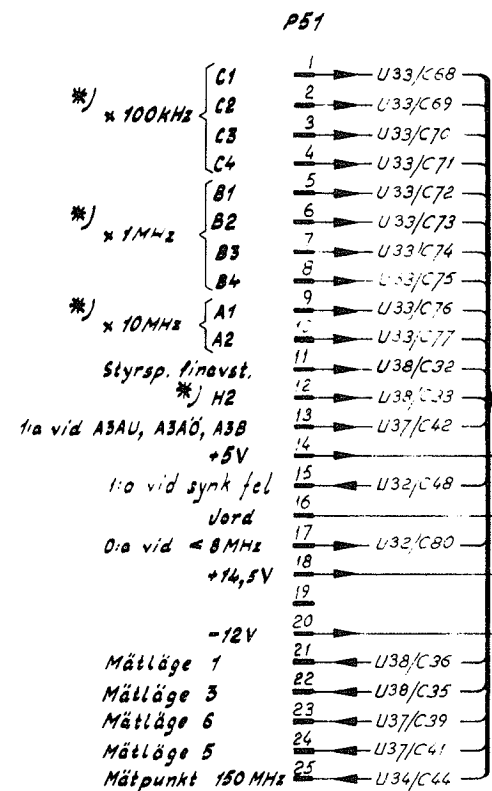 P51
C1 1 U33/C68
*) x 100kHz C2 2 U33/C69
C3 3 U33/C70
C4 4 U33/C71
B1 5 U33/C72
*) x 1MHz B2 6 U33/C73
B3 7 U33/C74
B4 8 U33/C75
*) x 10MHz A1 9 U33/C76
A2 10 U33/C77
Styrsp. finavst. 11 U38/C32
*) H2 12 U38/C33
1:a vid A3AU, A3AÖ, A3B 13 U37/C42
+5V 14
1:a vid synk fel 15 U32/C48
Jord 16
0:a vid < 8 MHz 17 U32/C80
+14,5V 18
19
-12V 20
Mätläge 1 21 U38/C36
Mätläge 3 22 U38/C35
Mätläge 6 23 U37/C39
Mätläge 5 24 U37/C41
Mätpunkt 150 MHz 25 U34/C44